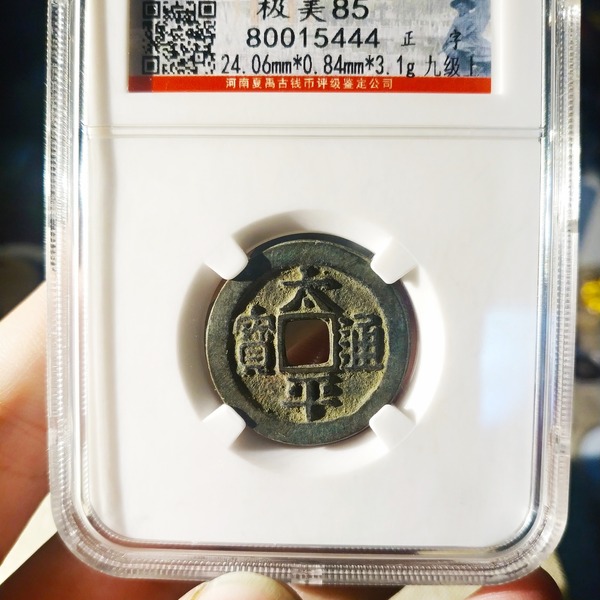 极美85
80015444 正字
24.06mm*0.84mm*3.1g 九级上
河南夏禹古钱币评级鉴定公司
太
寶 通
平